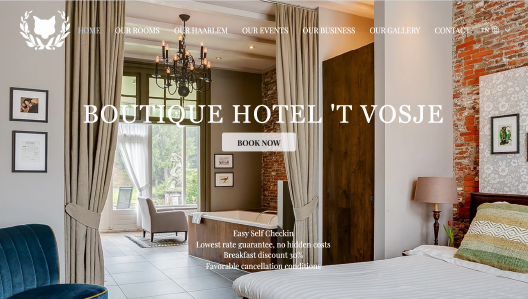 HOME OUR ROOMS OUR HAARLEM OUR EVENTS OUR BUSINESS OUR GALLERY CONTACT EN
BOUTIQUE HOTEL 'T VOSJE
BOOK NOW
Easy Self Checkin
Lowest rate guarantee, no hidden costs
Breakfast discount 30%
Favorable cancellation conditions